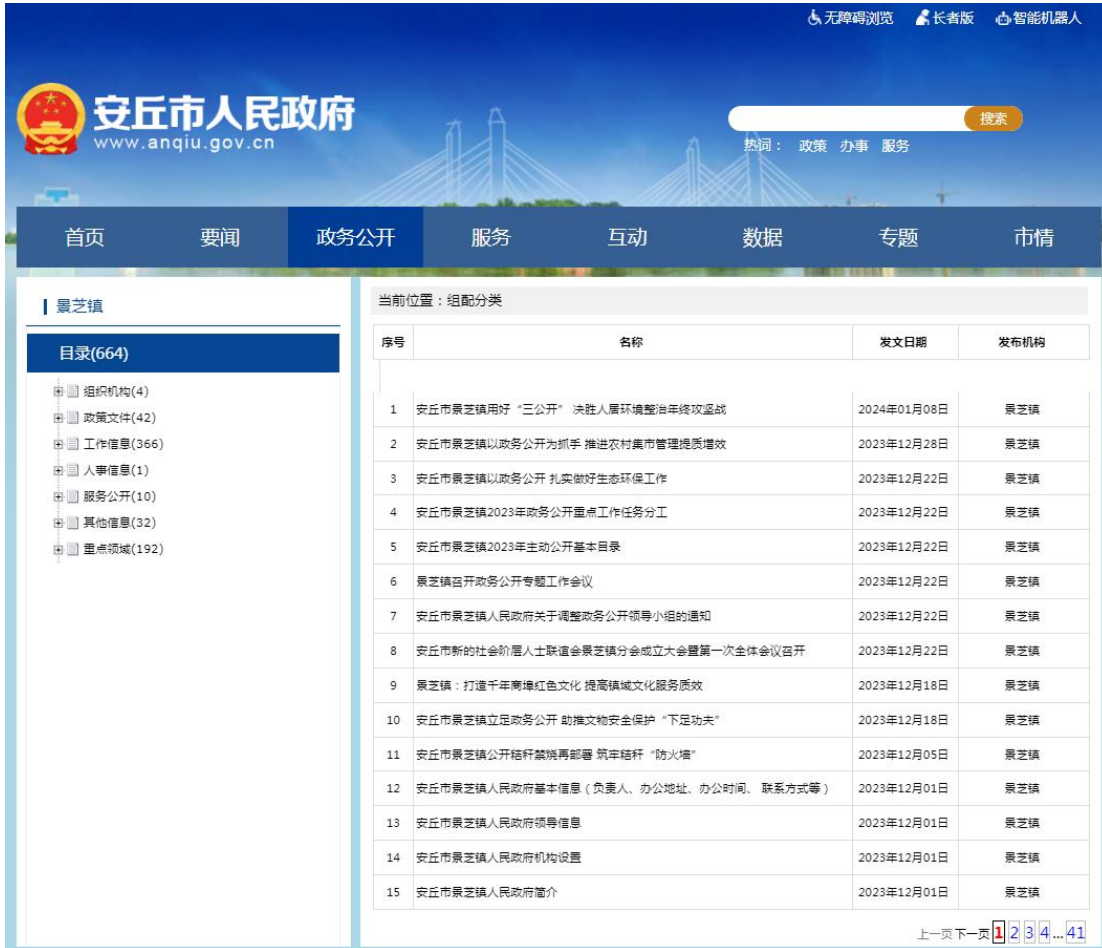 无障碍浏览 长者版 智能机器人
安丘市人民政府
www.anqiu.gov.cn
搜索
热词： 政策 办事 服务
首页 要闻 政务公开 服务 互动 数据 专题 市情
景芝镇
目录(664)
组织机构(4)
政策文件(42)
工作信息(366)
人事信息(1)
服务公开(10)
其他信息(32)
重点领域(192)
当前位置：组配分类
序号 名称 发文日期 发布机构
1 安丘市景芝镇用好“三公开” 决胜人居环境整治年终攻坚战 2024年01月08日 景芝镇
2 安丘市景芝镇以政务公开为抓手 推进农村集市管理提质增效 2023年12月28日 景芝镇
3 安丘市景芝镇以政务公开 扎实做好生态环保工作 2023年12月22日 景芝镇
4 安丘市景芝镇2023年政务公开重点工作任务分工 2023年12月22日 景芝镇
5 安丘市景芝镇2023年主动公开基本目录 2023年12月22日 景芝镇
6 景芝镇召开政务公开专题工作会议 2023年12月22日 景芝镇
7 安丘市景芝镇人民政府关于调整政务公开领导小组的通知 2023年12月22日 景芝镇
8 安丘市新的社会阶层人士联谊会景芝镇分会成立大会暨第一次全体会议召开 2023年12月22日 景芝镇
9 景芝镇：打造千年商埠红色文化 提高镇域文化服务质效 2023年12月18日 景芝镇
10 安丘市景芝镇立足政务公开 助推文物安全保护“下足功夫” 2023年12月18日 景芝镇
11 安丘市景芝镇公开秸秆禁烧再部署 筑牢秸秆“防火墙” 2023年12月05日 景芝镇
12 安丘市景芝镇人民政府基本信息（负责人、办公地址、办公时间、 联系方式等） 2023年12月01日 景芝镇
13 安丘市景芝镇人民政府领导信息 2023年12月01日 景芝镇
14 安丘市景芝镇人民政府机构设置 2023年12月01日 景芝镇
15 安丘市景芝镇人民政府简介 2023年12月01日 景芝镇
上一页 下一页 1 2 3 4 ... 41